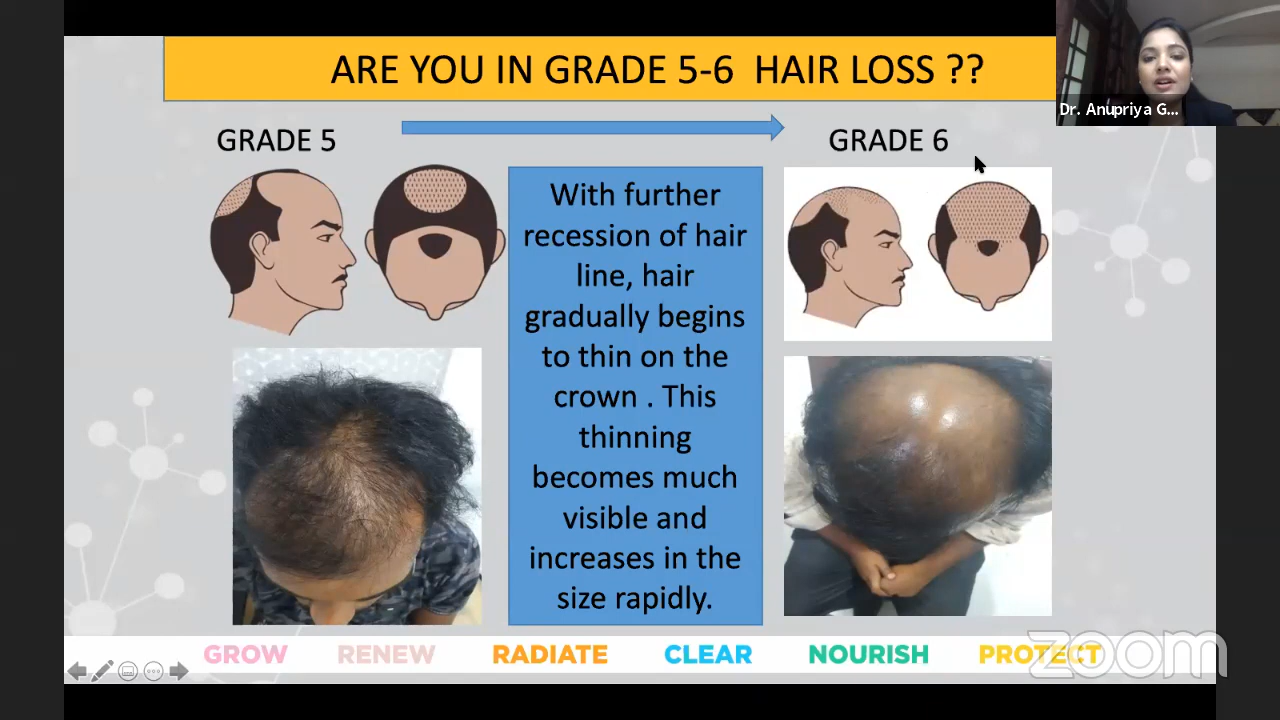 ARE YOU IN GRADE 5-6 HAIR LOSS ??
Dr. Anupriya G...
GRADE 5
GRADE 6
With further
recession of hair
line, hair
gradually begins
to thin on the
crown . This
thinning
becomes much
visible and
increases in the
size rapidly.
GROW RENEW RADIATE CLEAR NOURISH PROTECT
zoom